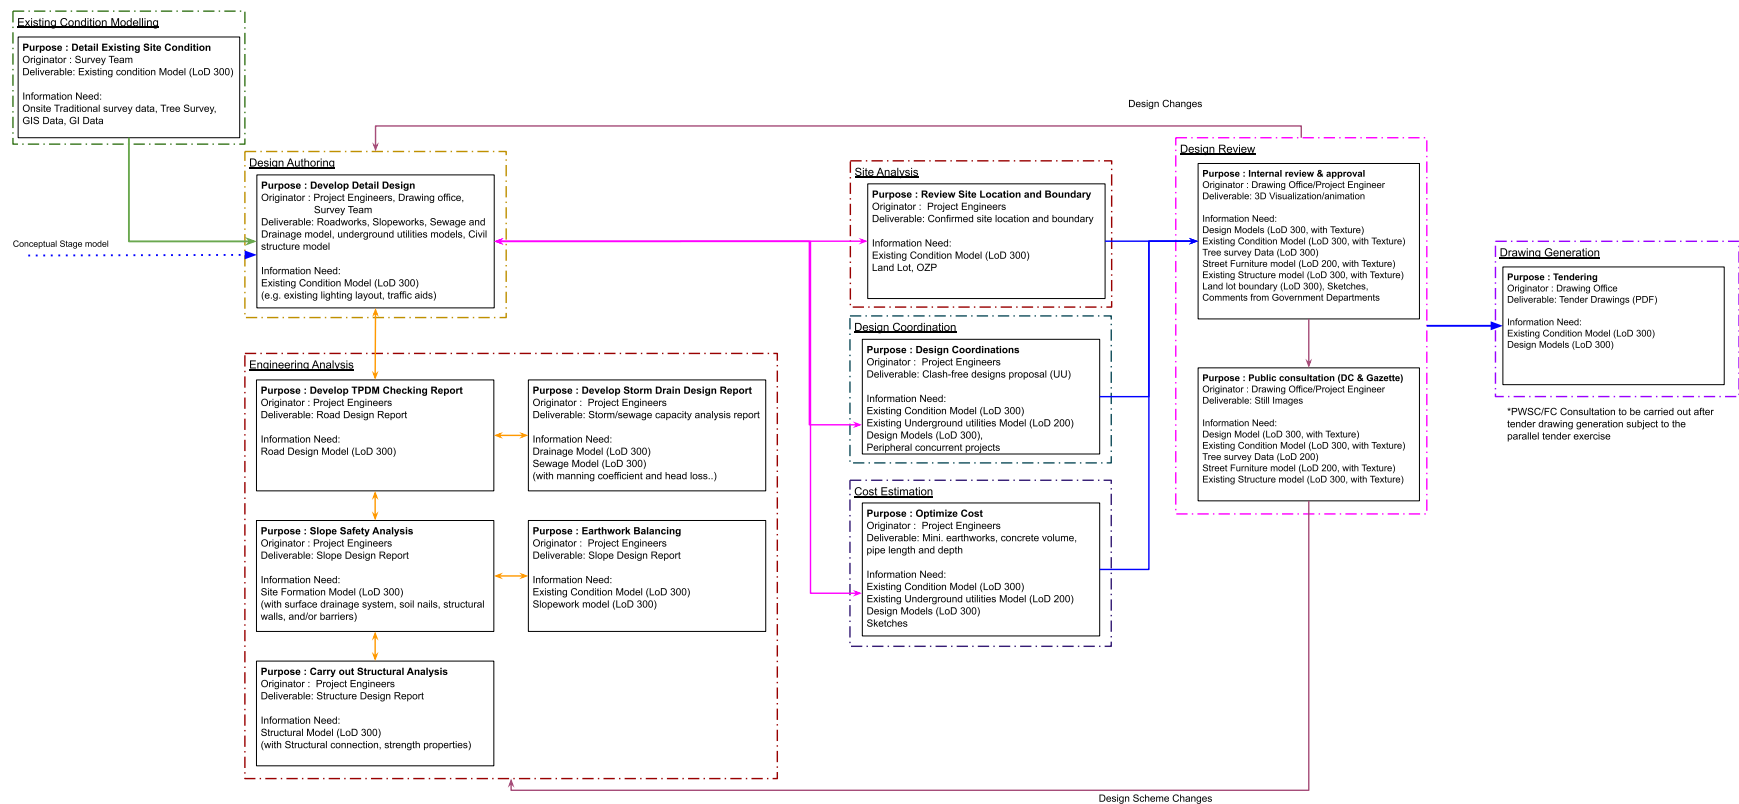 Existing Condition Modelling
Purpose : Detail Existing Site Condition
Originator : Survey Team
Deliverable: Existing condition Model (LoD 300)
Information Need:
Onsite Traditional survey data, Tree Survey,
GIS Data, GI Data
Conceptual Stage model
Design Authoring
Purpose : Develop Detail Design
Originator : Project Engineers, Drawing office,
Survey Team
Deliverable: Roadworks, Slopeworks, Sewage and
Drainage model, underground utilities models, Civil
structure model
Information Need:
Existing Condition Model (LoD 300)
(e.g. existing lighting layout, traffic aids)
Engineering Analysis
Purpose : Develop TPDM Checking Report
Originator : Project Engineers
Deliverable: Road Design Report
Information Need:
Road Design Model (LoD 300)
Purpose : Develop Storm Drain Design Report
Originator :  Project Engineers
Deliverable: Storm/sewage capacity analysis report
Information Need:
Drainage Model (LoD 300)
Sewage Model (LoD 300)
(with manning coefficient and head loss..)
Purpose : Slope Safety Analysis
Originator : Project Engineers
Deliverable: Slope Design Report
Information Need:
Site Formation Model (LoD 300)
(with surface drainage system, soil nails, structural
walls, and/or barriers)
Purpose : Earthwork Balancing
Originator :  Project Engineers
Deliverable: Slope Design Report
Information Need:
Existing Condition Model (LoD 300)
Slopework model (LoD 300)
Purpose : Carry out Structural Analysis
Originator :  Project Engineers
Deliverable: Structure Design Report
Information Need:
Structural Model (LoD 300)
(with Structural connection, strength properties)
Site Analysis
Purpose : Review Site Location and Boundary
Originator :  Project Engineers
Deliverable: Confirmed site location and boundary
Information Need:
Existing Condition Model (LoD 300)
Land Lot, OZP
Design Coordination
Purpose : Design Coordinations
Originator :  Project Engineers
Deliverable: Clash-free designs proposal (UU)
Information Need:
Existing Condition Model (LoD 300)
Existing Underground utilities Model (LoD 200)
Design Models (LoD 300),
Peripheral concurrent projects
Cost Estimation
Purpose : Optimize Cost
Originator :  Project Engineers
Deliverable: Mini. earthworks, concrete volume,
pipe length and depth
Information Need:
Existing Condition Model (LoD 300)
Existing Underground utilities Model (LoD 200)
Design Models (LoD 300)
Sketches
Design Changes
Design Review
Purpose : Internal review & approval
Originator : Drawing Office/Project Engineer
Deliverable: 3D Visualization/animation
Information Need:
Design Models (LoD 300, with Texture)
Existing Condition Model (LoD 300, with Texture)
Tree survey Data (LoD 300)
Street Furniture model (LoD 200, with Texture)
Existing Structure model (LoD 300, with Texture)
Land lot boundary (LoD 300), Sketches,
Comments from Government Departments
Purpose : Public consultation (DC & Gazette)
Originator : Drawing Office/Project Engineer
Deliverable: Still Images
Information Need:
Design Model (LoD 300, with Texture)
Existing Condition Model (LoD 300, with Texture)
Tree survey Data (LoD 200)
Street Furniture model (LoD 200, with Texture)
Existing Structure model (LoD 300, with Texture)
Design Scheme Changes
Drawing Generation
Purpose : Tendering
Originator : Drawing Office
Deliverable: Tender Drawings (PDF)
Information Need:
Existing Condition Model (LoD 300)
Design Models (LoD 300)
*PWSC/FC Consultation to be carried out after
tender drawing generation subject to the
parallel tender exercise